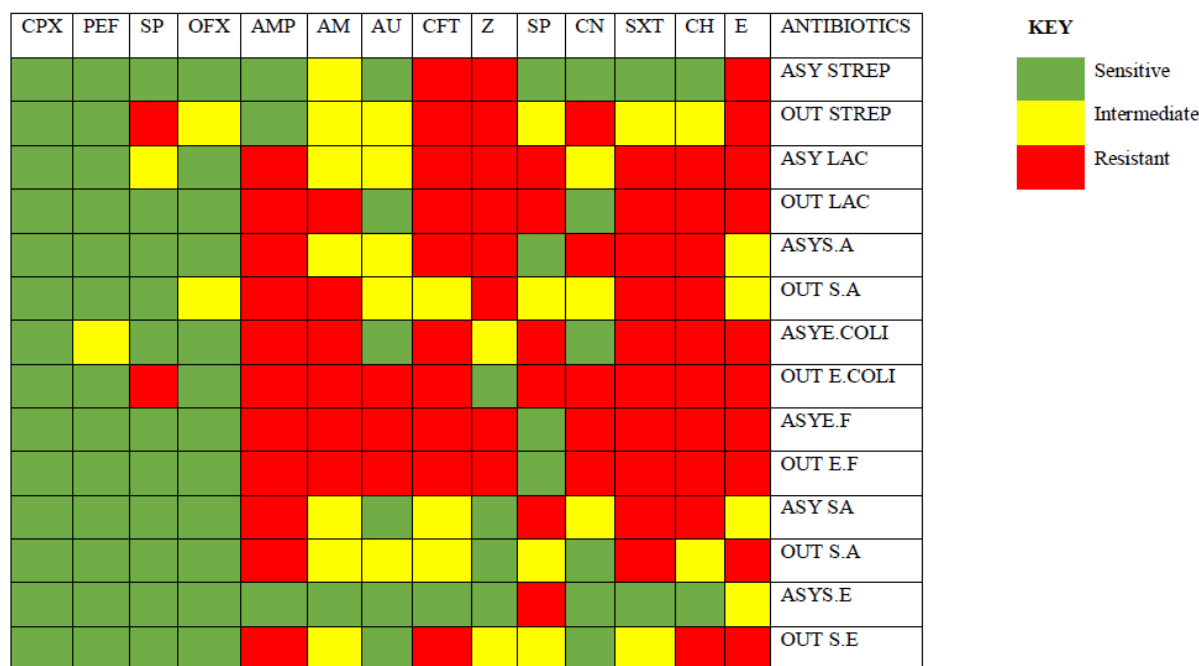 CPX PEF SP OFX AMP AM AU CFT Z SP CN SXT CH E ANTIBIOTICS
ASY STREP
OUT STREP
ASY LAC
OUT LAC
ASYS.A
OUT S.A
ASYE.COLI
OUT E.COLI
ASYE.F
OUT E.F
ASY SA
OUT S.A
ASYS.E
OUT S.E
KEY
Sensitive
Intermediate
Resistant